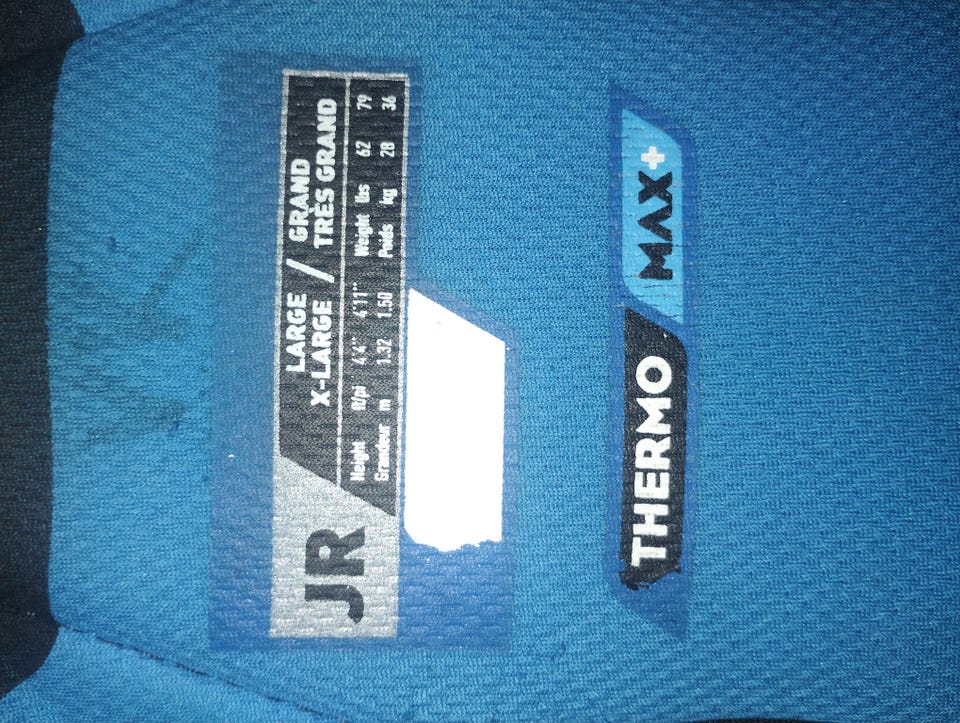 JR
LARGE / GRAND
X-LARGE / TRÈS GRAND
Height ft/pi 4'4" 4'11" Weight lbs 62 79
Grandeur m 1.32 1.50 Poids kg 28 36
THERMO MAX+